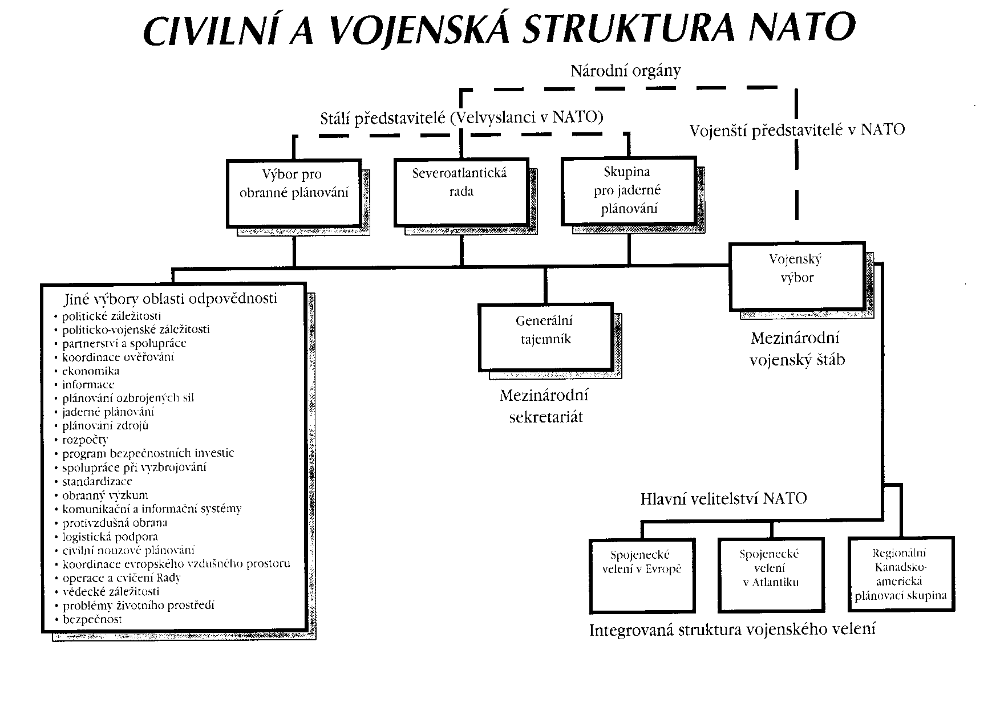 CIVILNÍ A VOJENSKÁ STRUKTURA NATO
Národní orgány
Stálí představitelé (Velvyslanci v NATO)
Vojenští představitelé v NATO
Výbor pro
obranné plánování
Severoatlantická
rada
Skupina
pro jaderné
plánování
Vojenský
výbor
Mezinárodní
vojenský štáb
Generální
tajemník
Mezinárodní
sekretariát
Jiné výbory oblasti odpovědnosti
• politické záležitosti
• politicko-vojenské záležitosti
• partnerství a spolupráce
• koordinace ověřování
• ekonomika
• informace
• plánování ozbrojených sil
• jaderné plánování
• plánování zdrojů
• rozpočty
• program bezpečnostních investic
• spolupráce při vyzbrojování
• standardizace
• obranný výzkum
• komunikační a informační systémy
• protivzdušná obrana
• logistická podpora
• civilní nouzové plánování
• koordinace evropského vzdušného prostoru
• operace a cvičení Rady
• vědecké záležitosti
• problémy životního prostředí
• bezpečnost
Hlavní velitelství NATO
Spojenecké
velení v Evropě
Spojenecké
velení
v Atlantiku
Regionální
Kanadsko-
americká
plánovací skupina
Integrovaná struktura vojenského velení